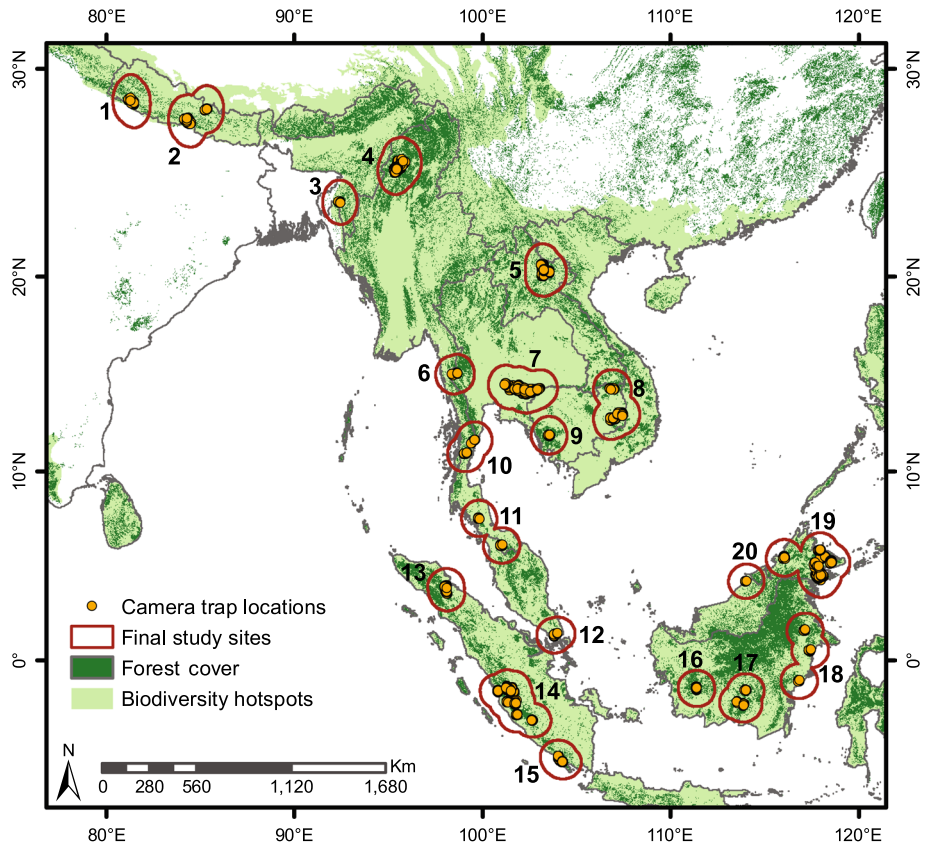 80°E 90°E 100°E 110°E 120°E
30°N 30°N
1
2
3
4
5
20°N 20°N
6
7
8
9
10
10°N 10°N
11
12
13
14
15
16
17
18
19
20
0° 0°
Camera trap locations
Final study sites
Forest cover
Biodiversity hotspots
N
Km
0 280 560 1,120 1,680
80°E 90°E 100°E 110°E 120°E